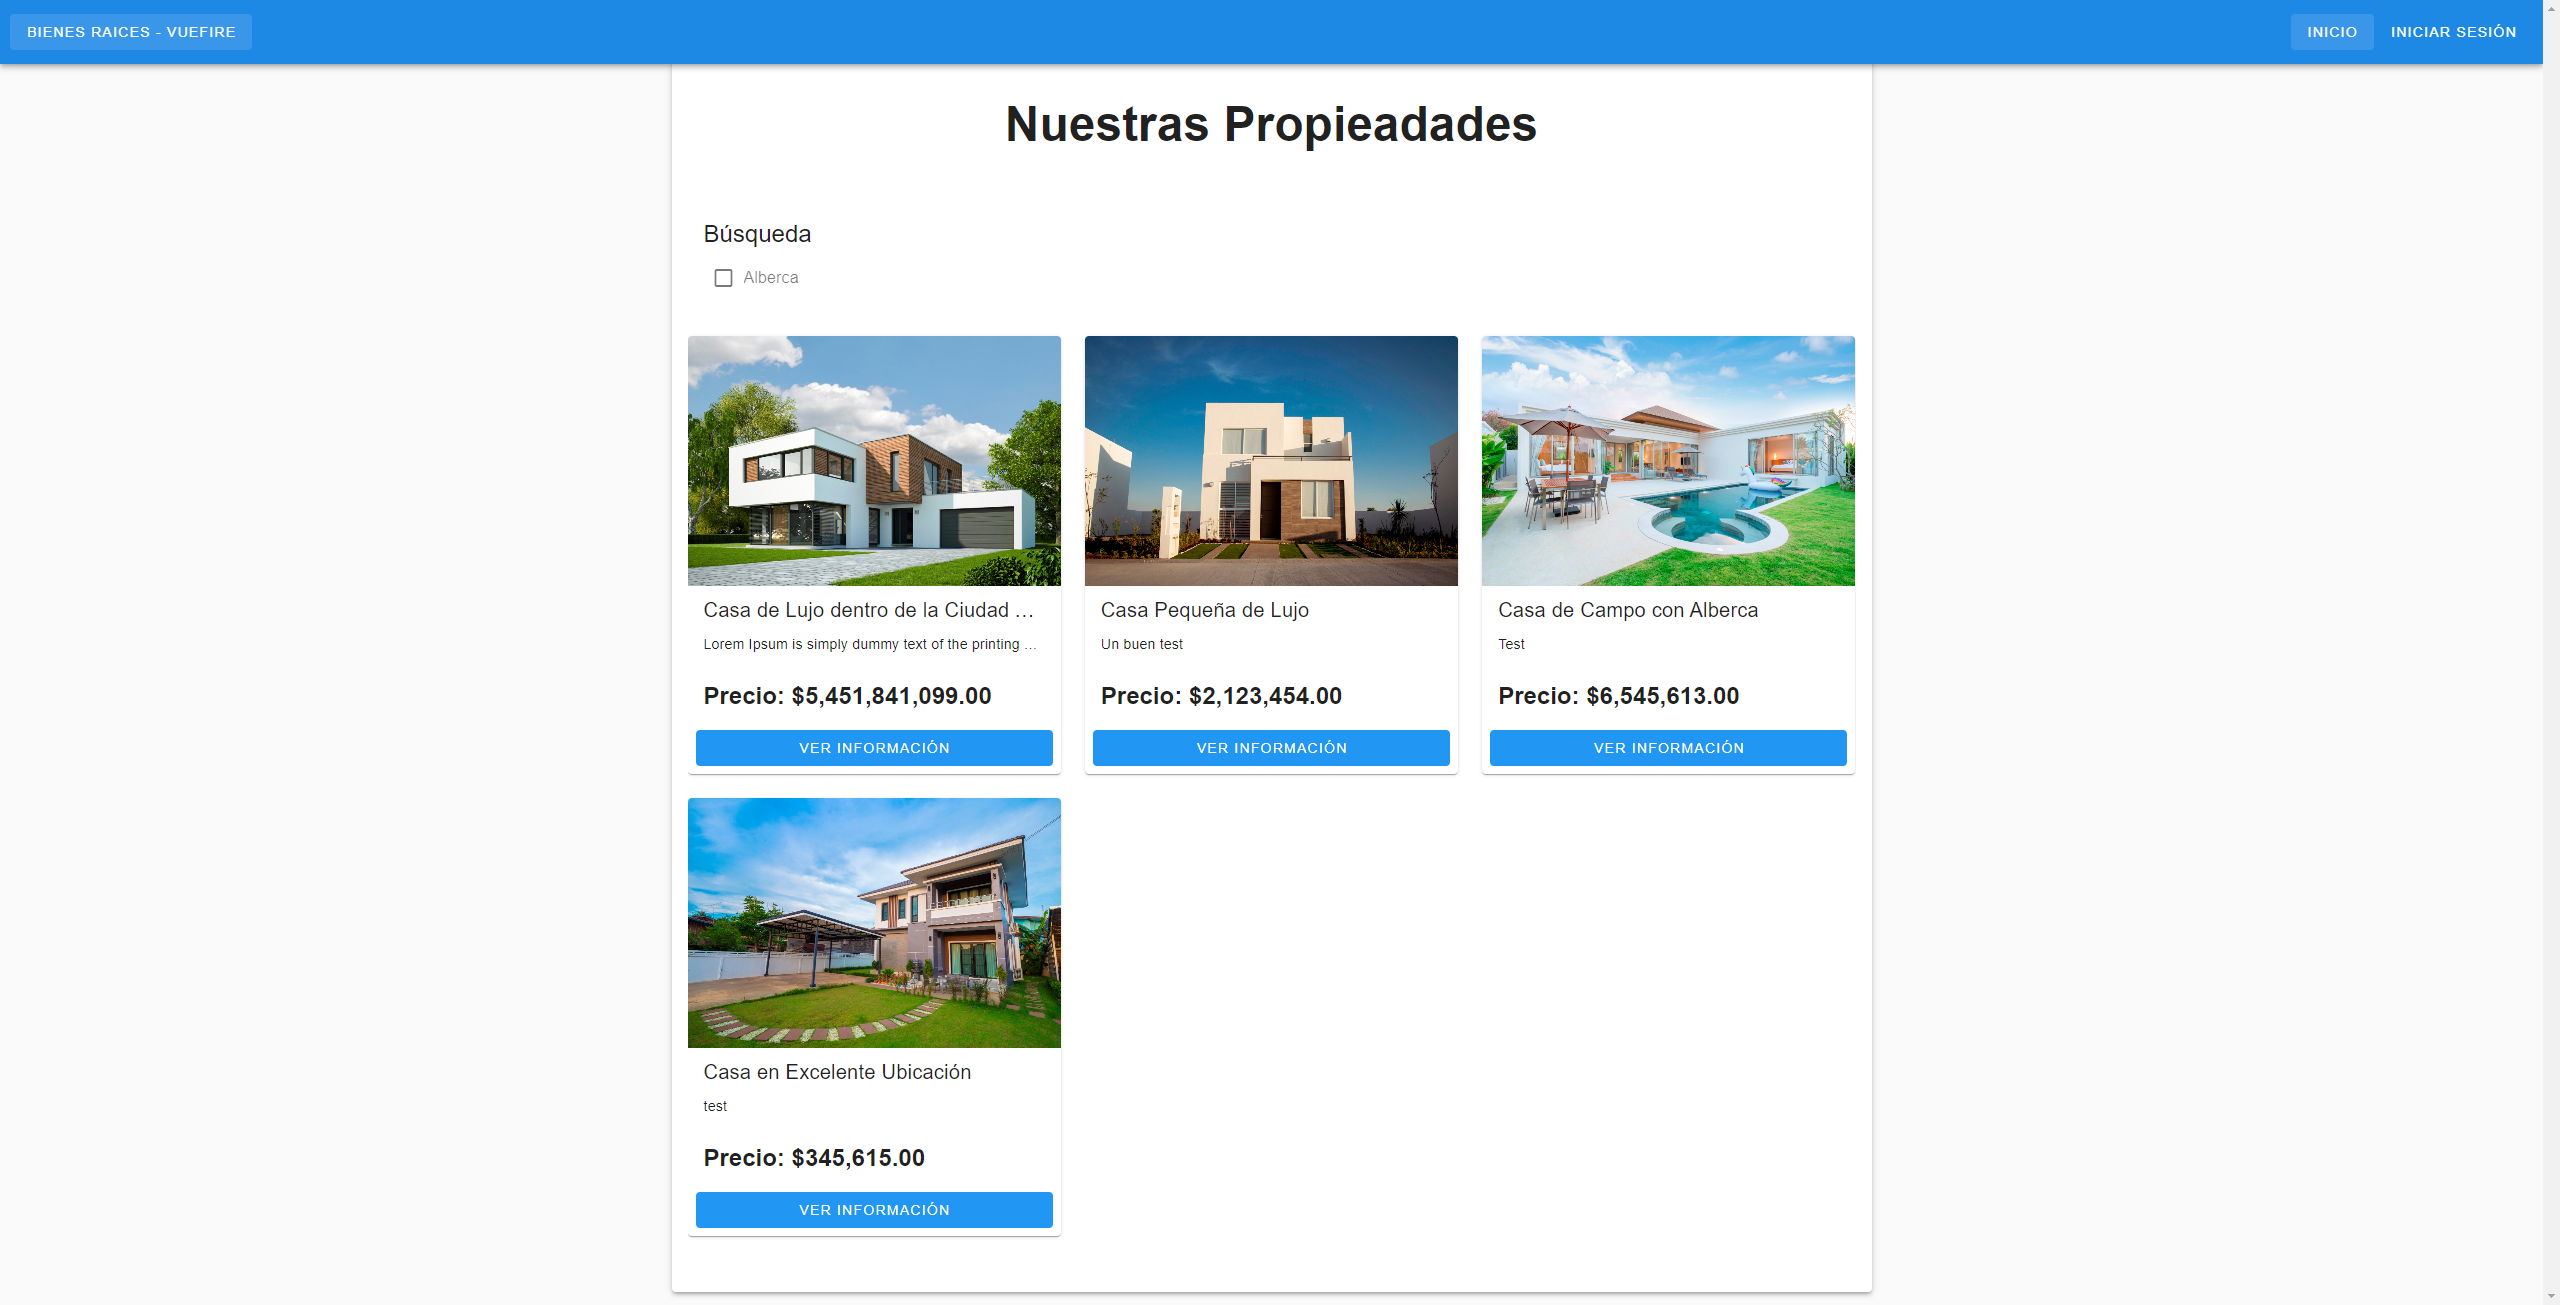 BIENES RAICES - VUEFIRE
INICIO
INICIAR SESIÓN
Nuestras Propieadades
Búsqueda
Alberca
Casa de Lujo dentro de la Ciudad ...
Lorem Ipsum is simply dummy text of the printing ...
Precio: $5,451,841,099.00
VER INFORMACIÓN
Casa Pequeña de Lujo
Un buen test
Precio: $2,123,454.00
VER INFORMACIÓN
Casa de Campo con Alberca
Test
Precio: $6,545,613.00
VER INFORMACIÓN
Casa en Excelente Ubicación
test
Precio: $345,615.00
VER INFORMACIÓN